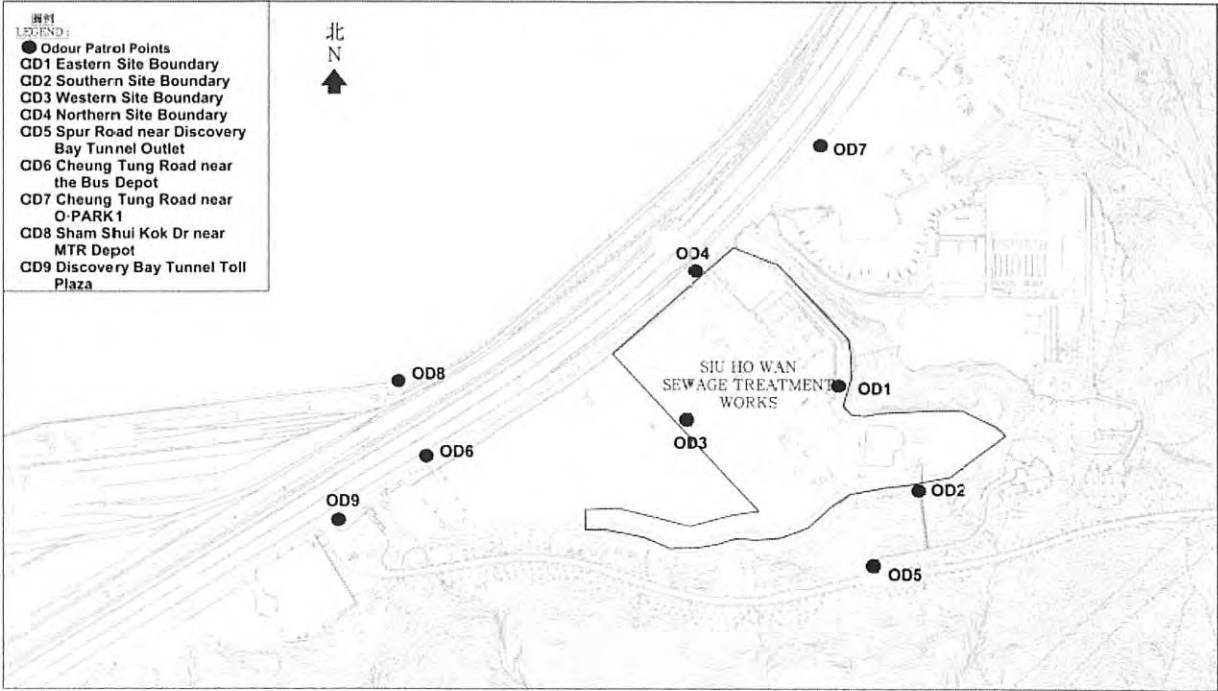 圖例
LEGEND:
Odour Patrol Points
OD1 Eastern Site Boundary
OD2 Southern Site Boundary
OD3 Western Site Boundary
OD4 Northern Site Boundary
OD5 Spur Road near Discovery
Bay Tunnel Outlet
OD6 Cheung Tung Road near
the Bus Depot
OD7 Cheung Tung Road near
O·PARK1
OD8 Sham Shui Kok Dr near
MTR Depot
OD9 Discovery Bay Tunnel Toll
Plaza
北
N
OD7
OD4
OD8
SIU HO WAN
SEWAGE TREATMENT
WORKS
OD1
OD3
OD6
OD2
OD9
OD5